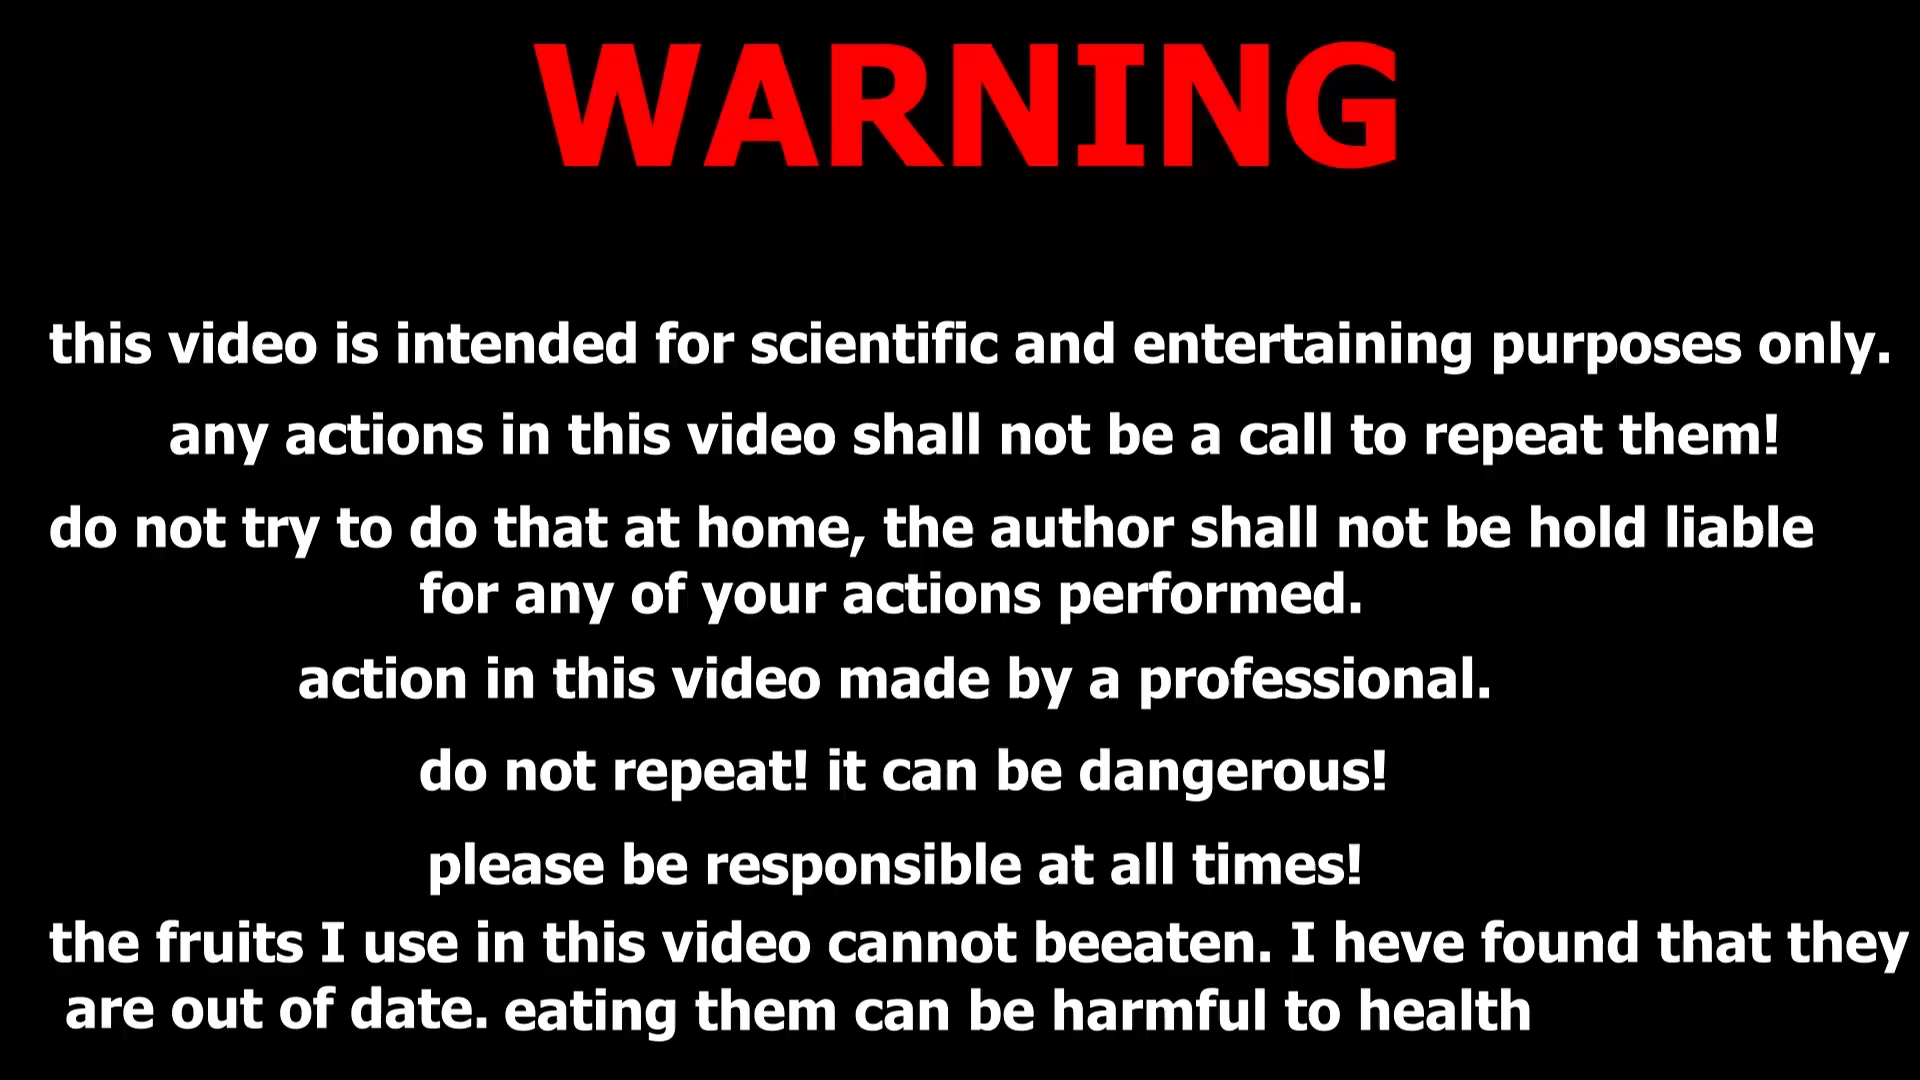 WARNING
this video is intended for scientific and entertaining purposes only.
any actions in this video shall not be a call to repeat them!
do not try to do that at home, the author shall not be hold liable
for any of your actions performed.
action in this video made by a professional.
do not repeat! it can be dangerous!
please be responsible at all times!
the fruits I use in this video cannot beeaten. I heve found that they
are out of date. eating them can be harmful to health